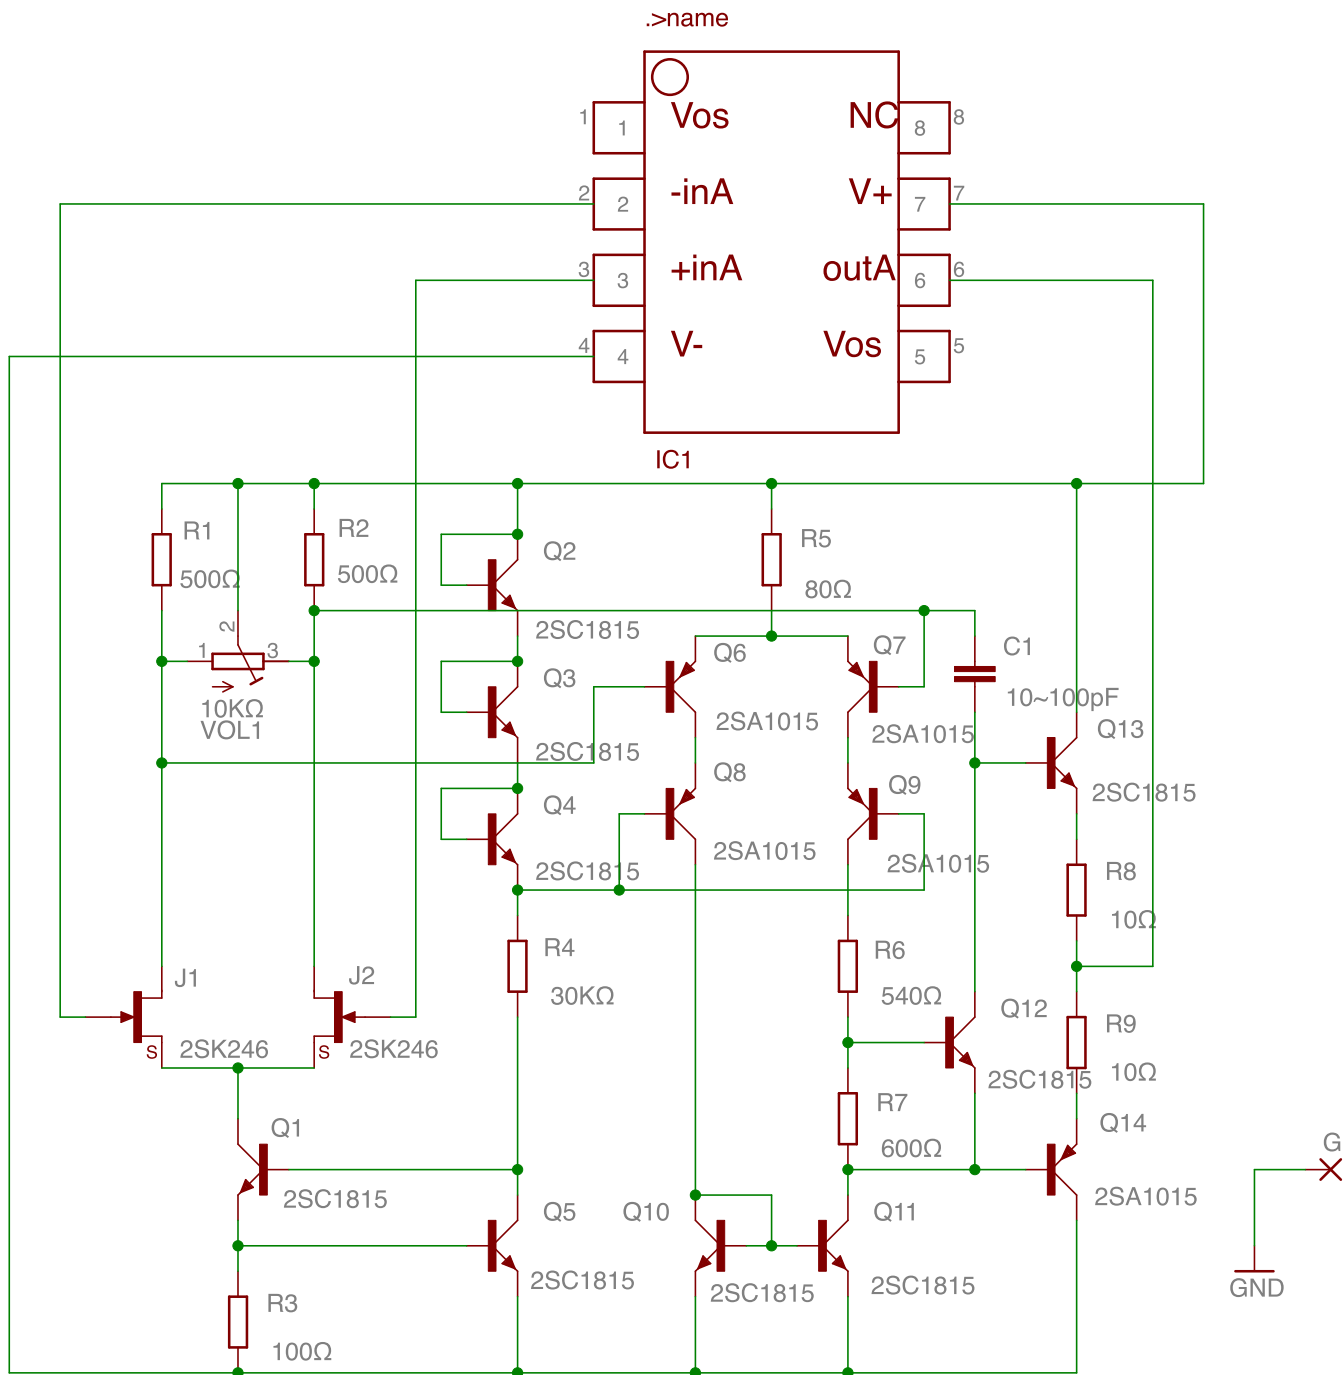 .>name
1 1 Vos NC 8 8
2 2 -inA V+ 7 7
3 3 +inA outA 6 6
4 4 V- Vos 5 5
IC1
R1
500Ω
R2
500Ω
Q2
2SC1815
R5
80Ω
2
1 3
10KΩ
VOL1
Q3
2SC1815
Q6
2SA1015
Q7
2SA1015
C1
10~100pF
Q13
2SC1815
Q4
2SC1815
Q8
2SA1015
Q9
2SA1015
R8
10Ω
R4
30KΩ
R6
540Ω
J1
S 2SK246
J2
S 2SK246
Q12
2SC1815
R9
10Ω
R7
600Ω
Q14
2SA1015
Q1
2SC1815
Q5
2SC1815
Q10
2SC1815
Q11
2SC1815
R3
100Ω
G
GND